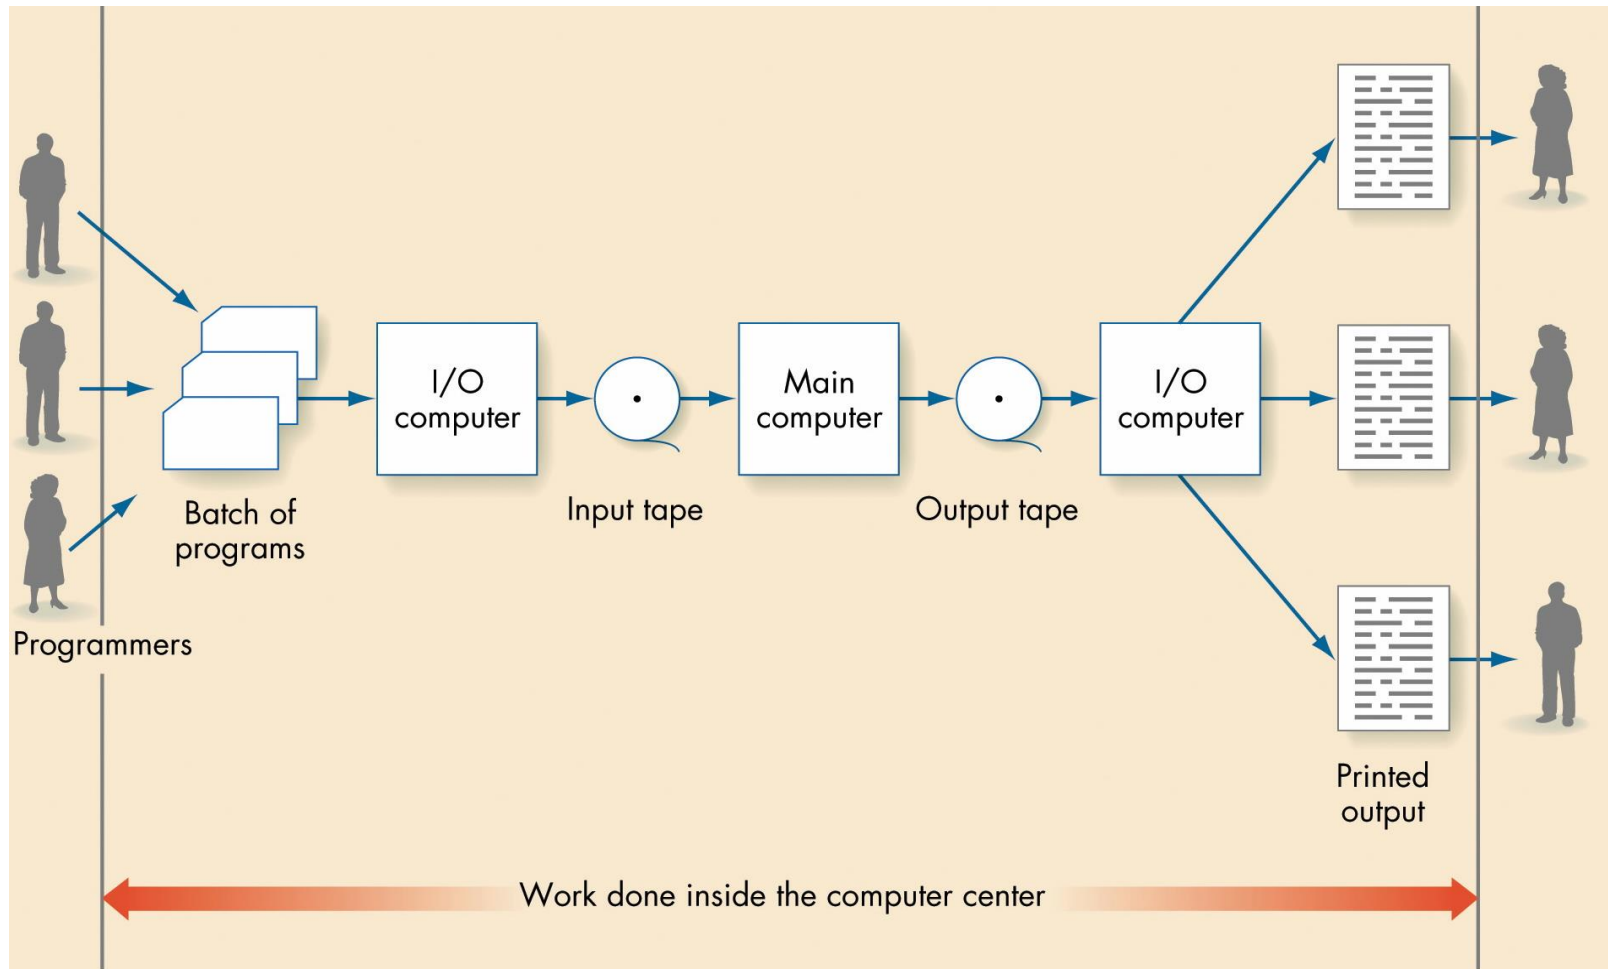 Programmers
Batch of
programs
I/O
computer
Input tape
Main
computer
Output tape
I/O
computer
Printed
output
Work done inside the computer center